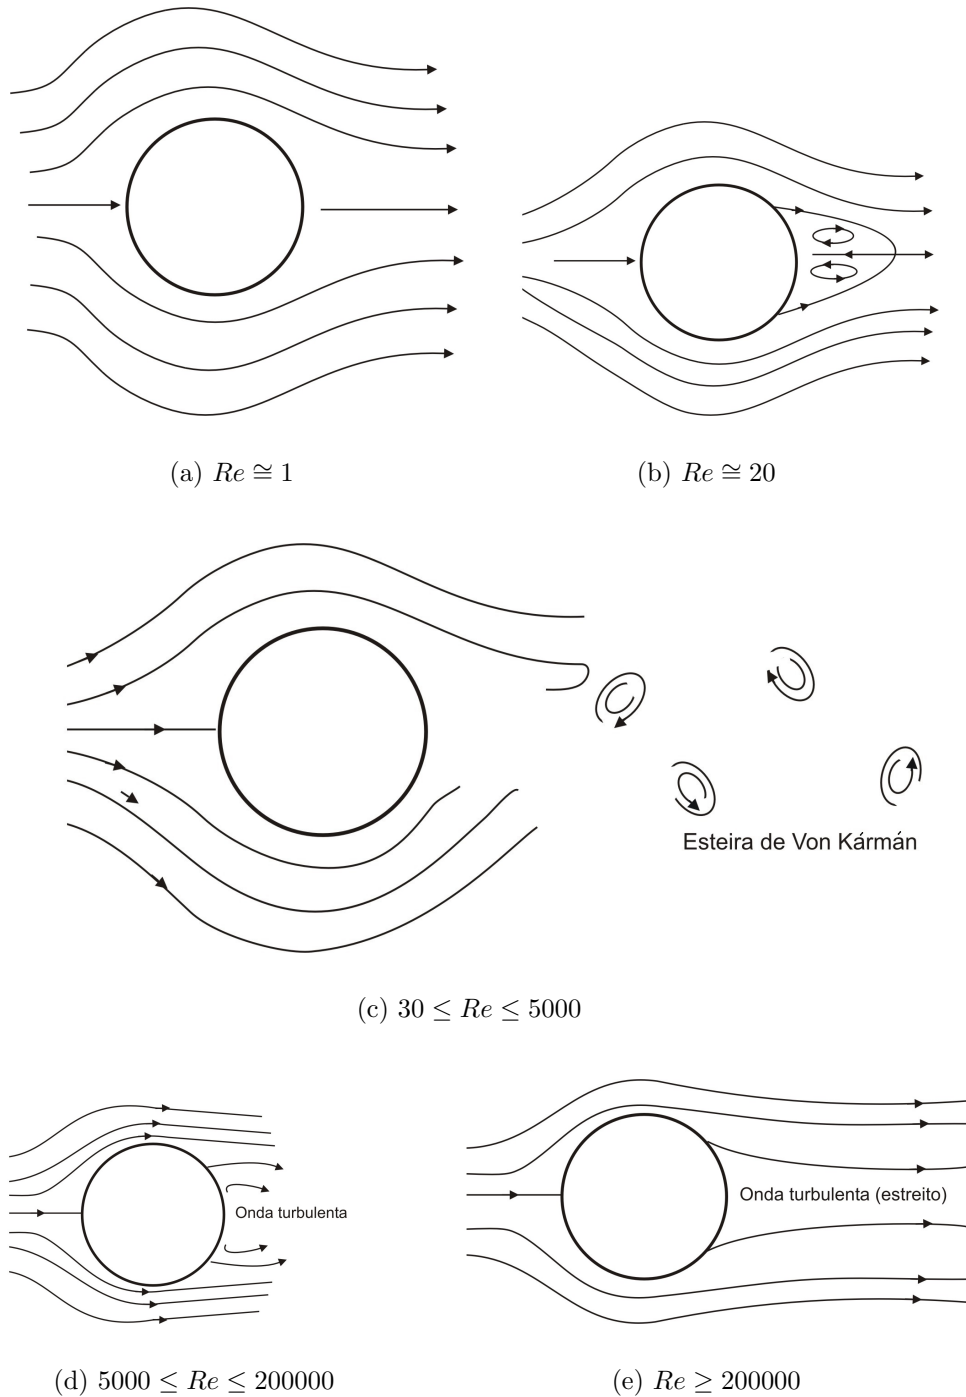 (a) Re ≅ 1
(b) Re ≅ 20
Esteira de Von Kármán
(c) 30 ≤ Re ≤ 5000
Onda turbulenta
Onda turbulenta (estreito)
(d) 5000 ≤ Re ≤ 200000
(e) Re ≥ 200000